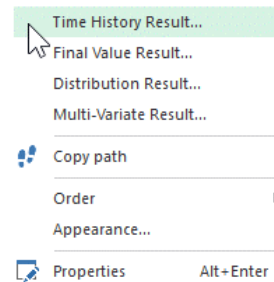 Time History Result...
Final Value Result...
Distribution Result...
Multi-Variate Result...
Copy path
Order
Appearance...
Properties Alt+Enter